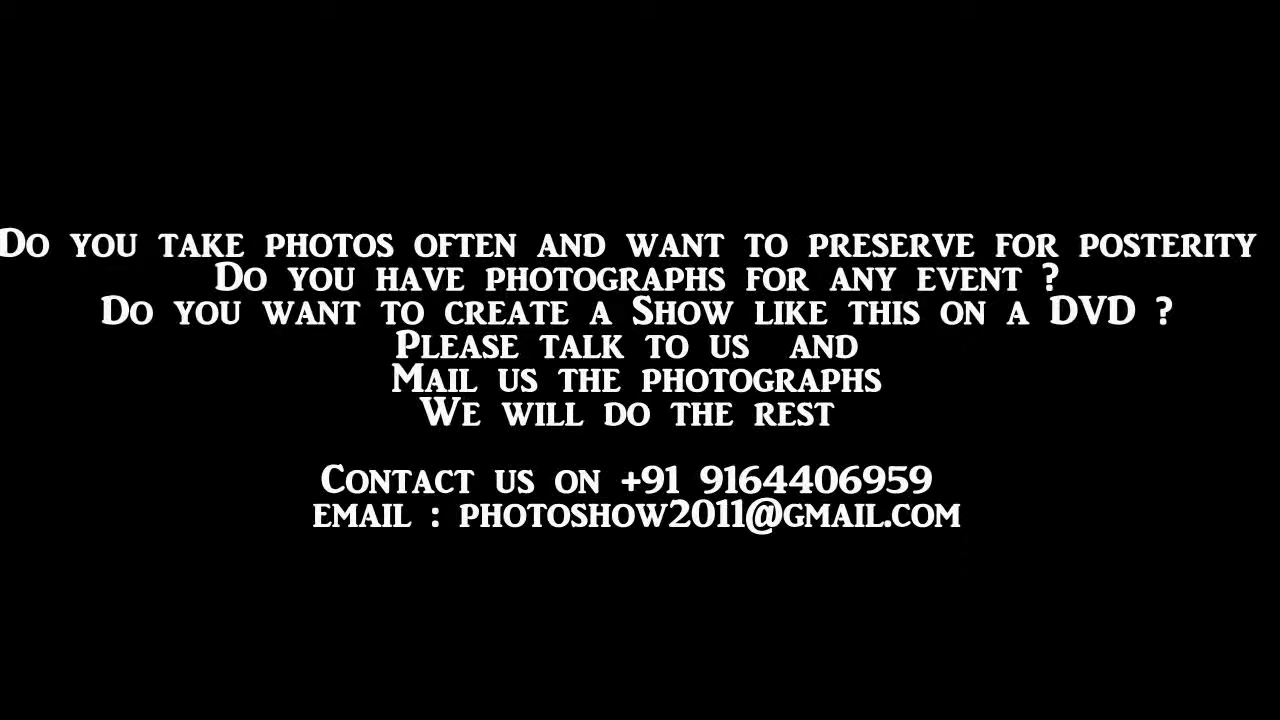 Do you take photos often and want to preserve for posterity
Do you have photographs for any event ?
Do you want to create a Show like this on a DVD ?
Please talk to us and
Mail us the photographs
We will do the rest
Contact us on +91 9164406959
email : photoshow2011@gmail.com